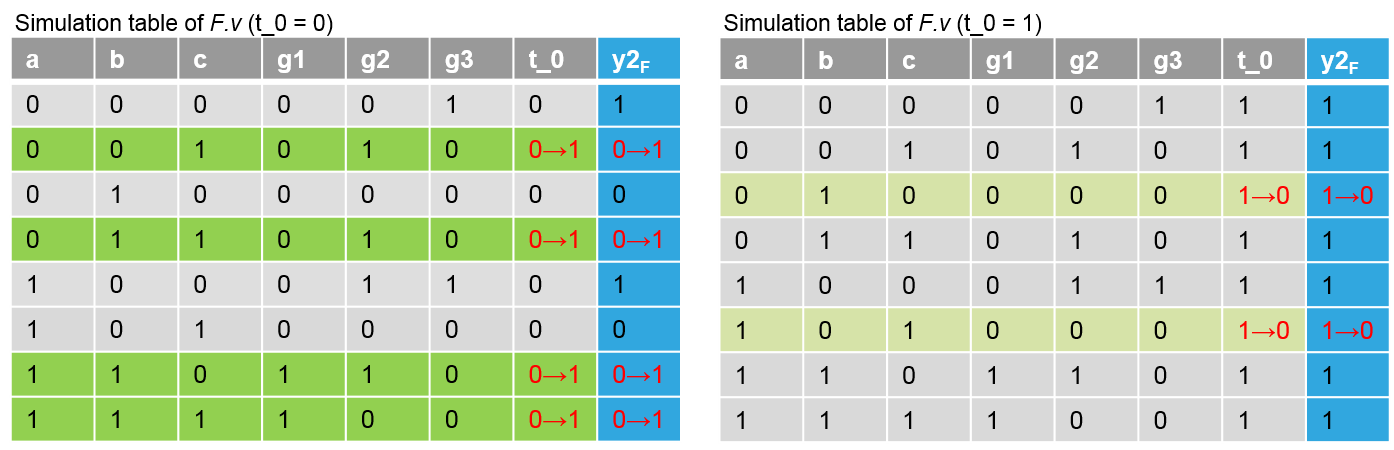 Simulation table of F.v (t_0 = 0)
a b c g1 g2 g3 t_0 y2F
0 0 0 0 0 1 0 1
0 0 1 0 1 0 0→1 0→1
0 1 0 0 0 0 0 0
0 1 1 0 1 0 0→1 0→1
1 0 0 0 1 1 0 1
1 0 1 0 0 0 0 0
1 1 0 1 1 0 0→1 0→1
1 1 1 1 0 0 0→1 0→1
Simulation table of F.v (t_0 = 1)
a b c g1 g2 g3 t_0 y2F
0 0 0 0 0 1 1 1
0 0 1 0 1 0 1 1
0 1 0 0 0 0 1→0 1→0
0 1 1 0 1 0 1 1
1 0 0 0 1 1 1 1
1 0 1 0 0 0 1→0 1→0
1 1 0 1 1 0 1 1
1 1 1 1 0 0 1 1